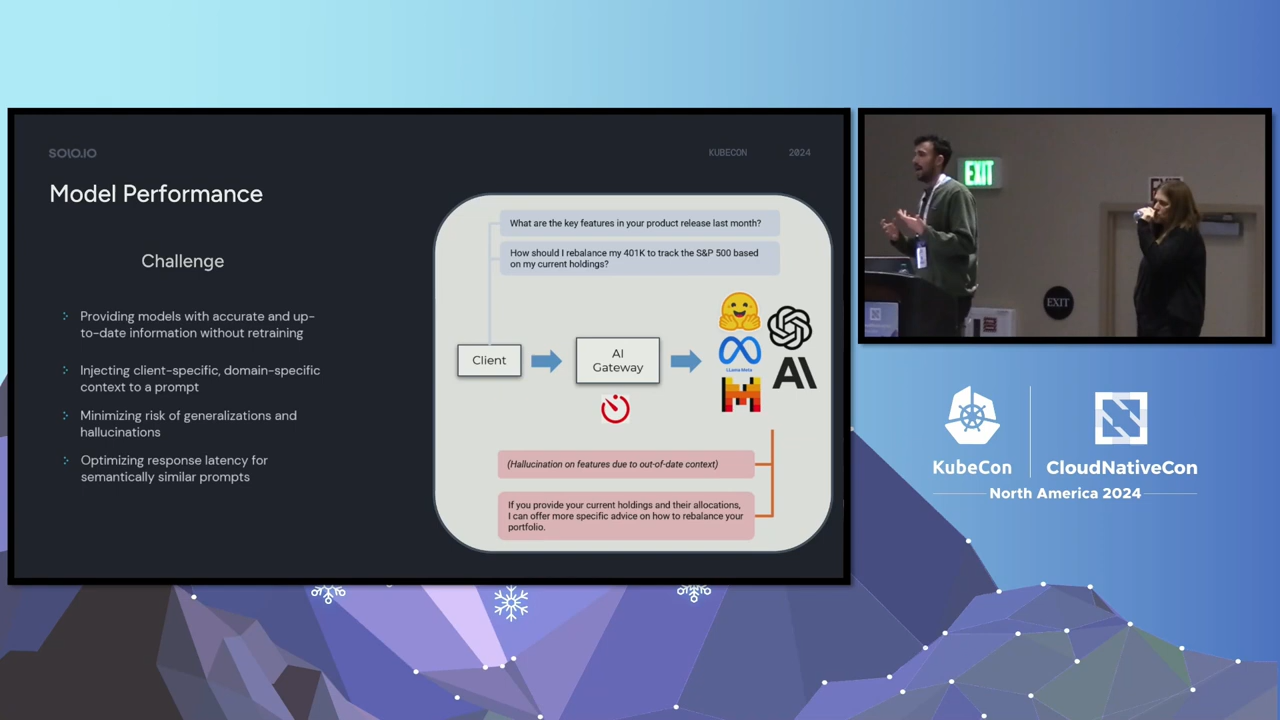 SOLO.IO
KUBECON
2024
Model Performance
Challenge
Providing models with accurate and up-
to-date information without retraining
Injecting client-specific, domain-specific
context to a prompt
Minimizing risk of generalizations and
hallucinations
Optimizing response latency for
semantically similar prompts
What are the key features in your product release last month?
How should I rebalance my 401K to track the S&P 500 based
on my current holdings?
Client
AI
Gateway
LLama Meta
(Hallucination on features due to out-of-date context)
If you provide your current holdings and their allocations,
I can offer more specific advice on how to rebalance your
portfolio.
EXIT
EXIT
EXIT
KubeCon
CloudNativeCon
North America 2024